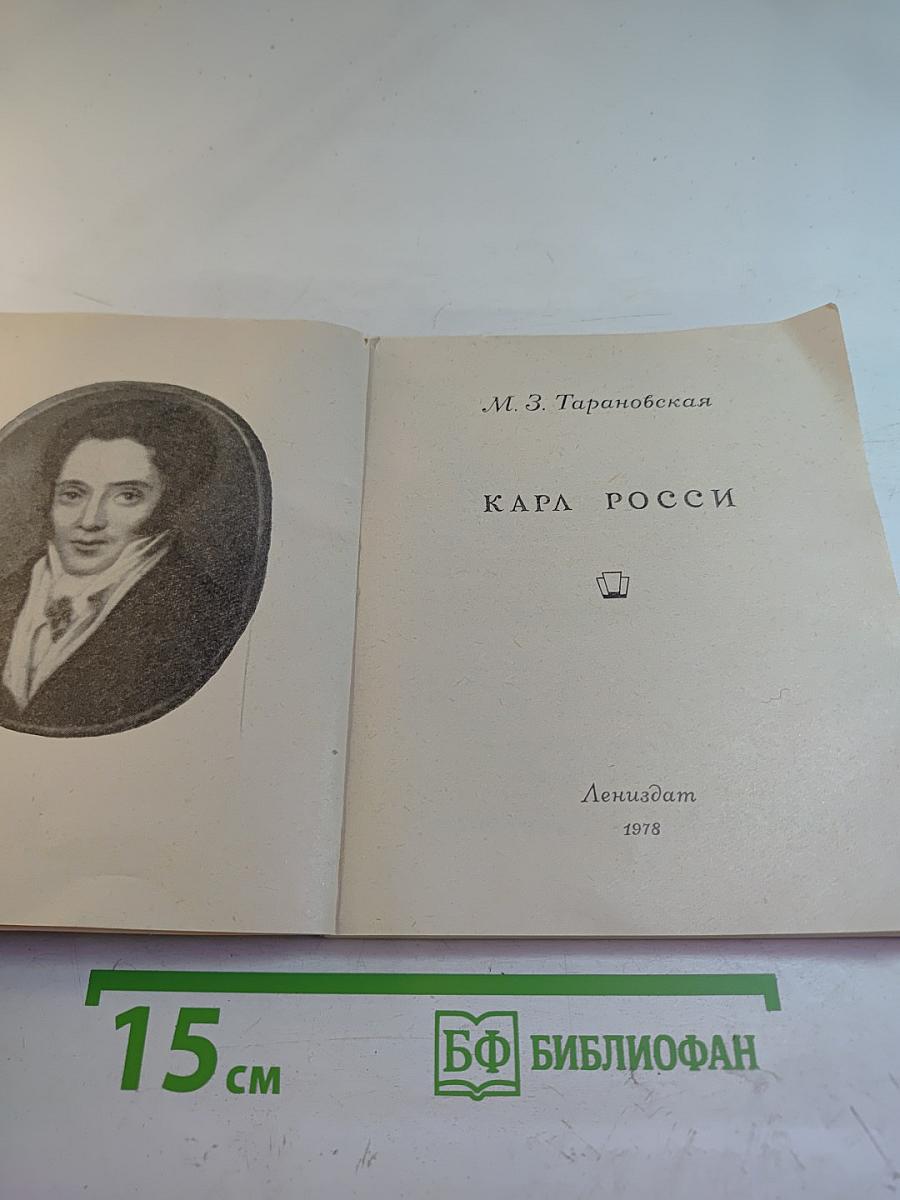 М. З. Тарановская
КАРЛ РОССИ
Лениздат
1978
15 см
БФ БИБЛИОФАН